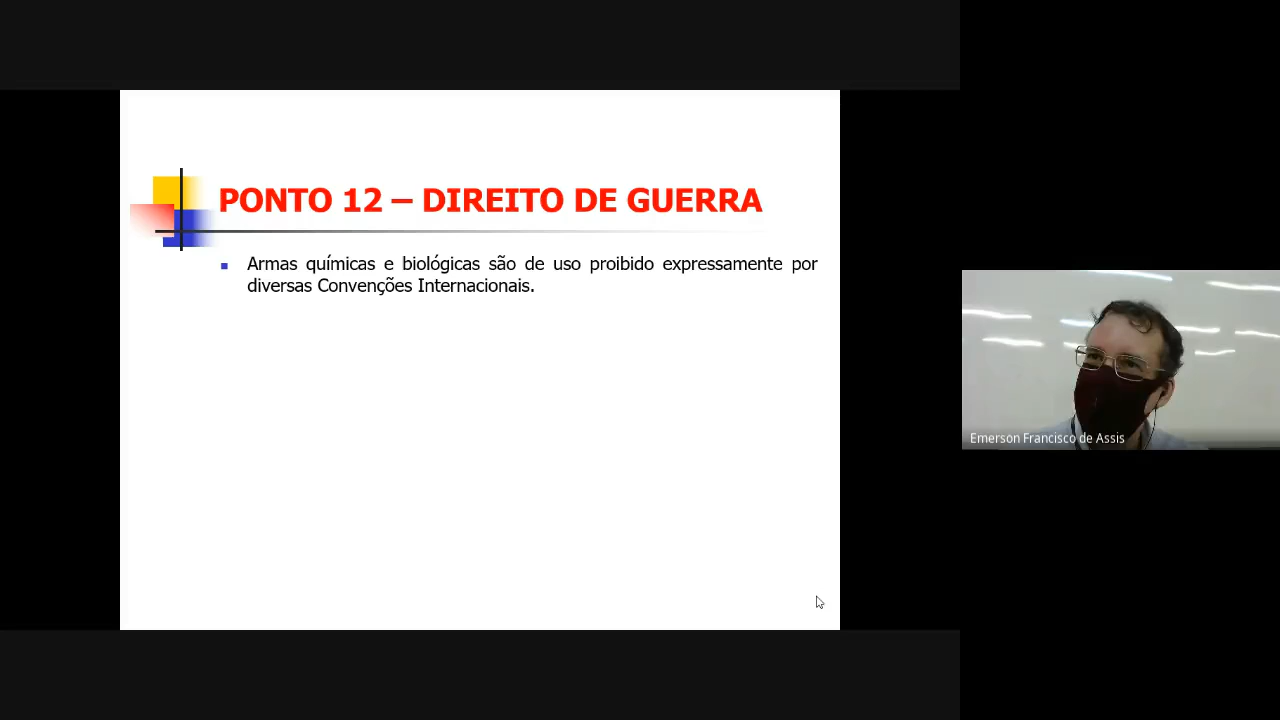 PONTO 12 – DIREITO DE GUERRA
Armas químicas e biológicas são de uso proibido expressamente por
diversas Convenções Internacionais.
Emerson Francisco de Assis